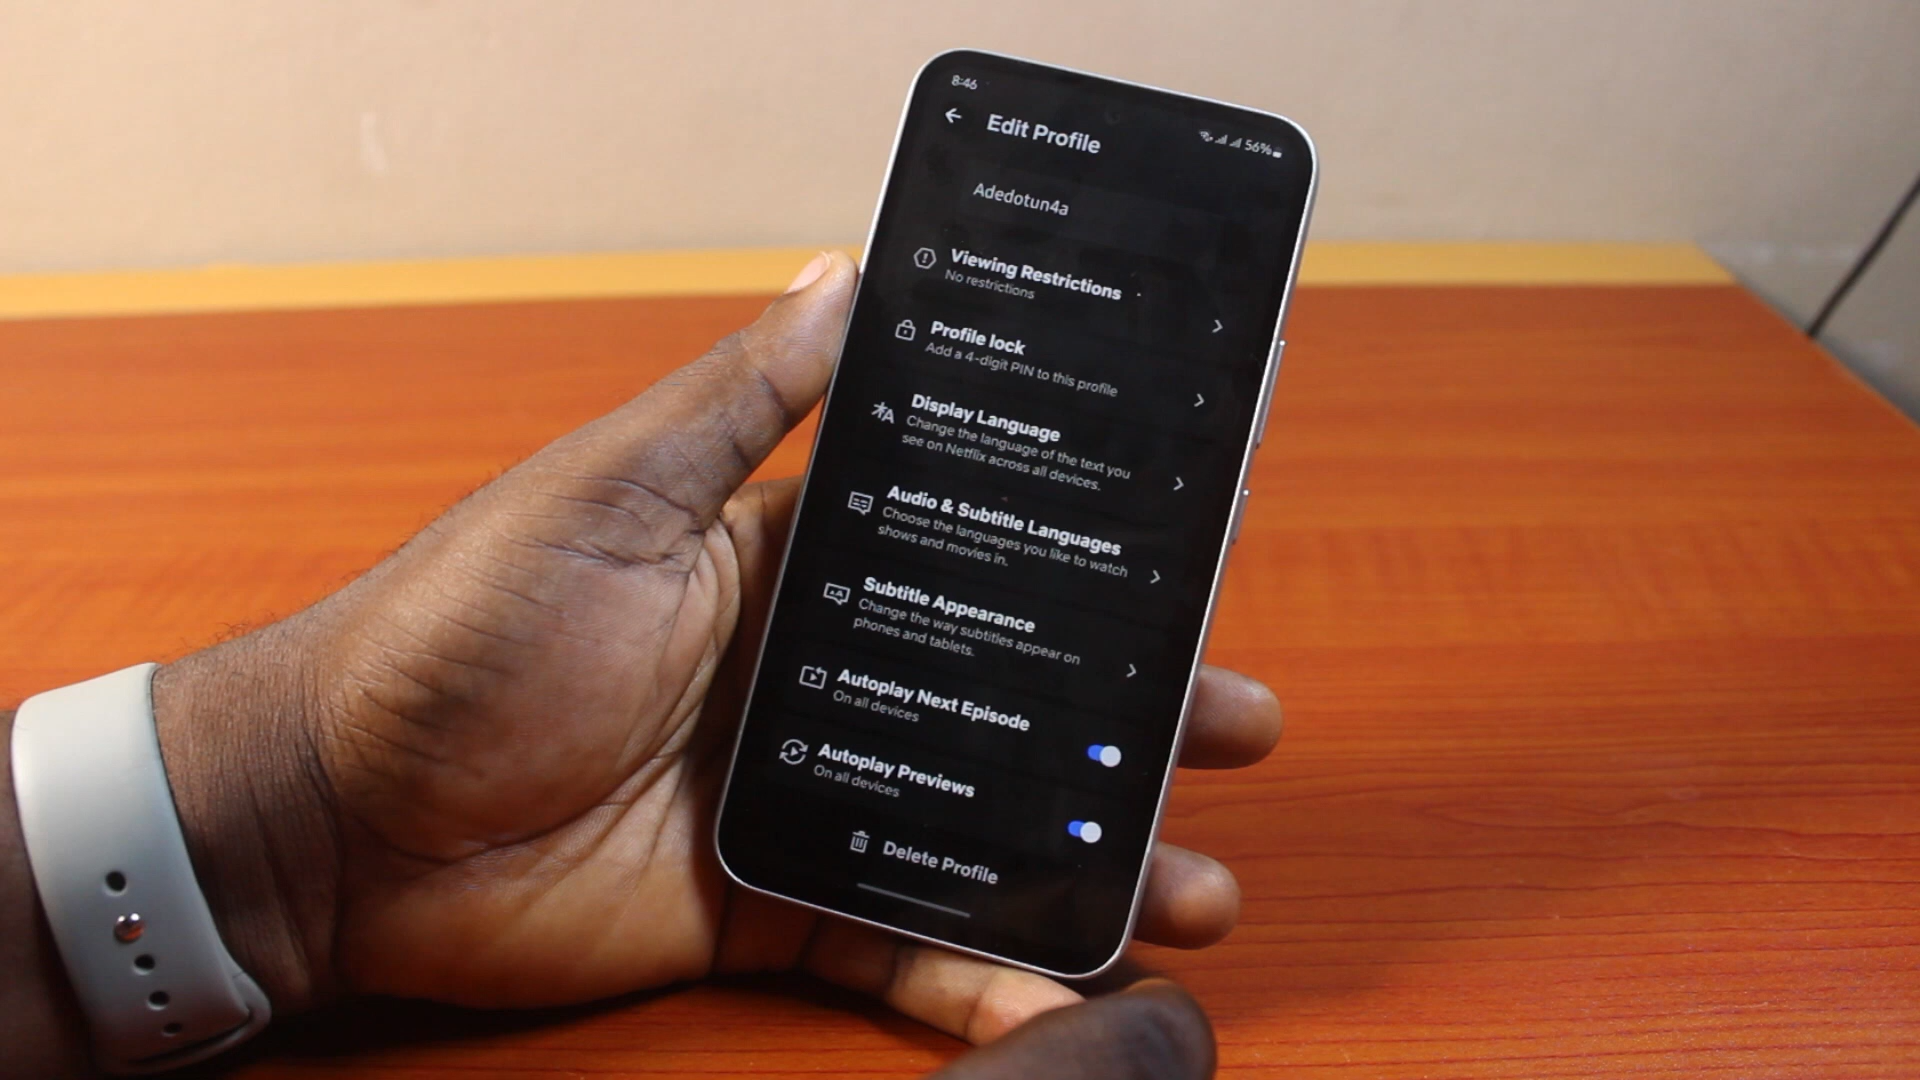 8:46
56%
Edit Profile
Adedotun4a
Viewing Restrictions
No restrictions
Profile lock
Add a 4-digit PIN to this profile
Display Language
Change the language of the text you
see on Netflix across all devices.
Audio & Subtitle Languages
Choose the languages you like to watch
shows and movies in.
Subtitle Appearance
Change the way subtitles appear on
phones and tablets.
Autoplay Next Episode
On all devices
Autoplay Previews
On all devices
Delete Profile